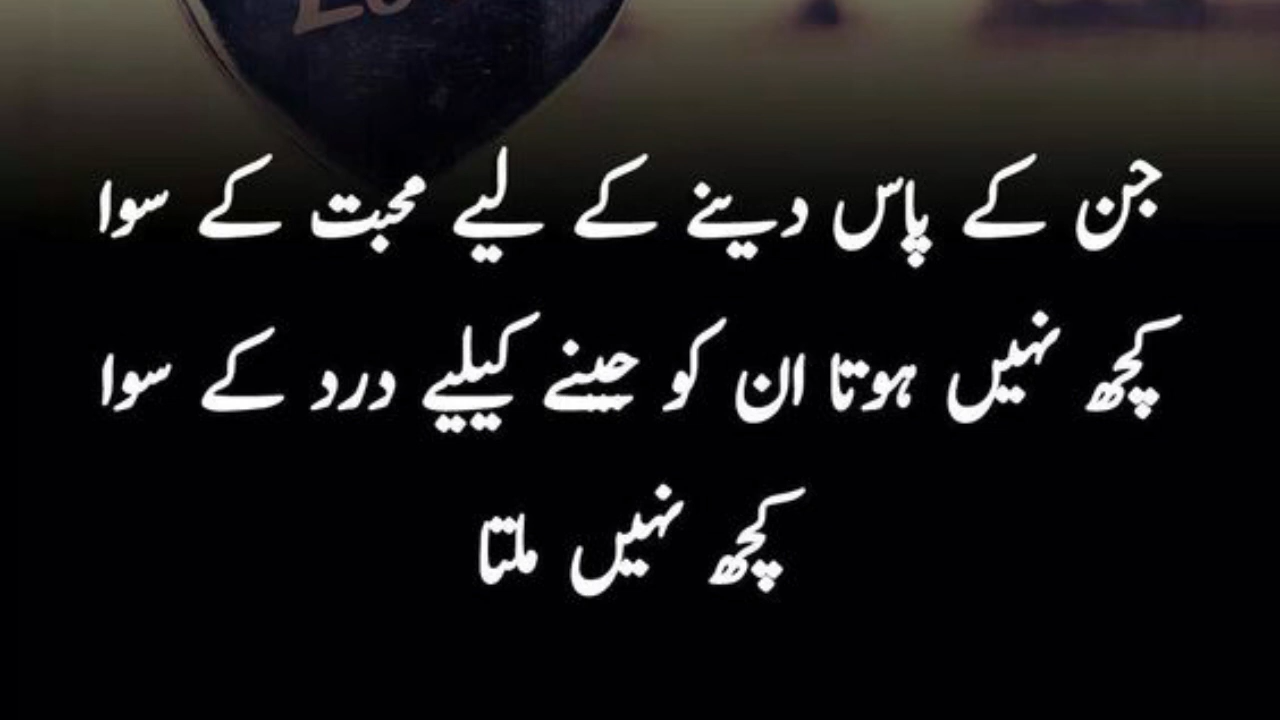 جن کے پاس دینے کے لیے محبت کے سوا
کچھ نہیں ہوتا ان کو جینے کیلیے درد کے سوا
کچھ نہیں ملتا